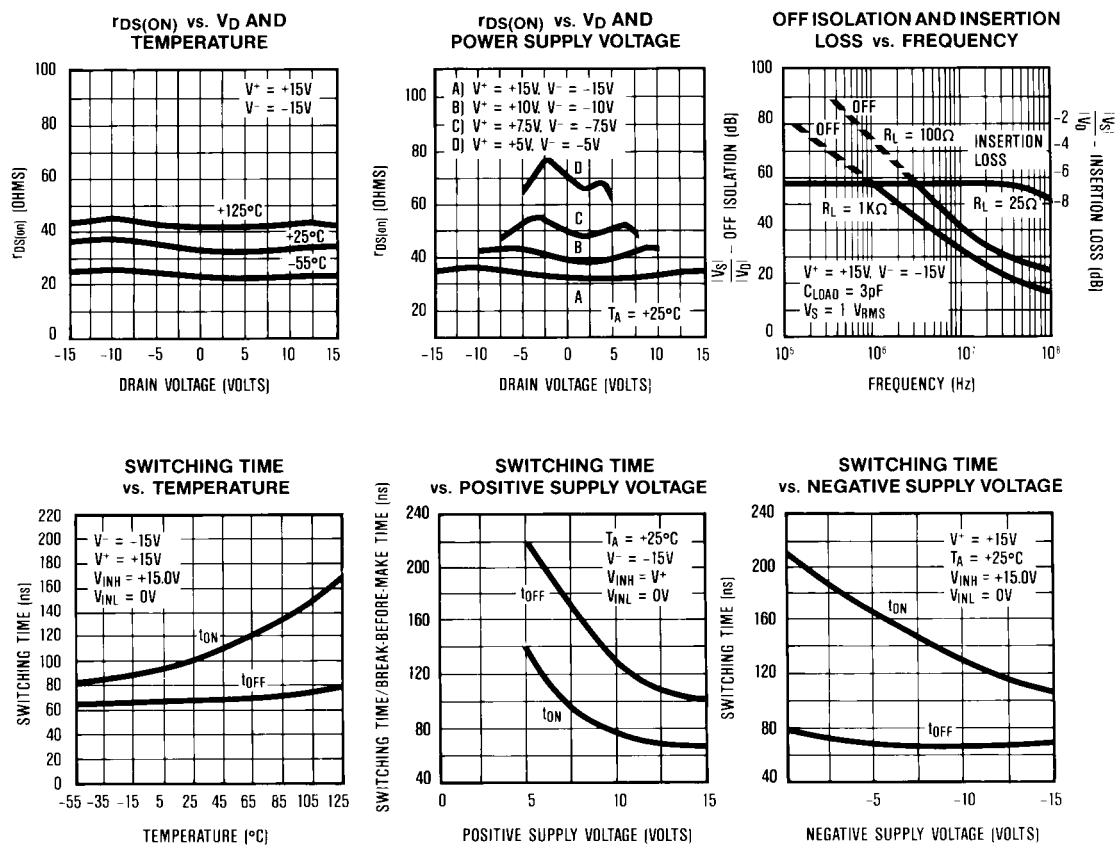 rDS(ON) vs. VD AND
TEMPERATURE
100
80
60
40
20
0
rDS(on) (OHMS)
V+ = +15V
V− = −15V
+125°C
+25°C
−55°C
−15 −10 −5 0 5 10 15
DRAIN VOLTAGE (VOLTS)
rDS(ON) vs. VD AND
POWER SUPPLY VOLTAGE
100
80
60
40
20
rDS(on) (OHMS)
A) V+ = +15V, V− = −15V
B) V+ = +10V, V− = −10V
C) V+ = +7.5V, V− = −7.5V
D) V+ = +5V, V− = −5V
D
C
B
A
TA = +25°C
−15 −10 −5 0 5 10 15
DRAIN VOLTAGE (VOLTS)
OFF ISOLATION AND INSERTION
LOSS vs. FREQUENCY
100
80
60
40
20
0
|VS|/|VD| − OFF ISOLATION (dB)
OFF
OFF
RL = 100Ω
INSERTION
LOSS
RL = 1KΩ
RL = 25Ω
V+ = +15V, V− = −15V
CLOAD = 3pF
VS = 1 VRMS
−2
−4
−6
−8
|VS|/|VD| − INSERTION LOSS (dB)
10⁵ 10⁶ 10⁷ 10⁸
FREQUENCY (Hz)
SWITCHING TIME
vs. TEMPERATURE
220
200
180
160
140
120
100
80
60
40
20
0
SWITCHING TIME (ns)
V− = −15V
V+ = +15V
VINH = +15.0V
VINL = 0V
tON
tOFF
−55 −35 −15 5 25 45 65 85 105 125
TEMPERATURE (°C)
SWITCHING TIME
vs. POSITIVE SUPPLY VOLTAGE
240
200
160
120
80
40
SWITCHING TIME/BREAK-BEFORE-MAKE TIME (ns)
TA = +25°C
V− = −15V
VINH = V+
VINL = 0V
tOFF
tON
0 5 10 15
POSITIVE SUPPLY VOLTAGE (VOLTS)
SWITCHING TIME
vs. NEGATIVE SUPPLY VOLTAGE
240
200
160
120
80
40
SWITCHING TIME (ns)
V+ = +15V
TA = +25°C
VINH = +15.0V
VINL = 0V
tON
tOFF
−5 −10 −15
NEGATIVE SUPPLY VOLTAGE (VOLTS)